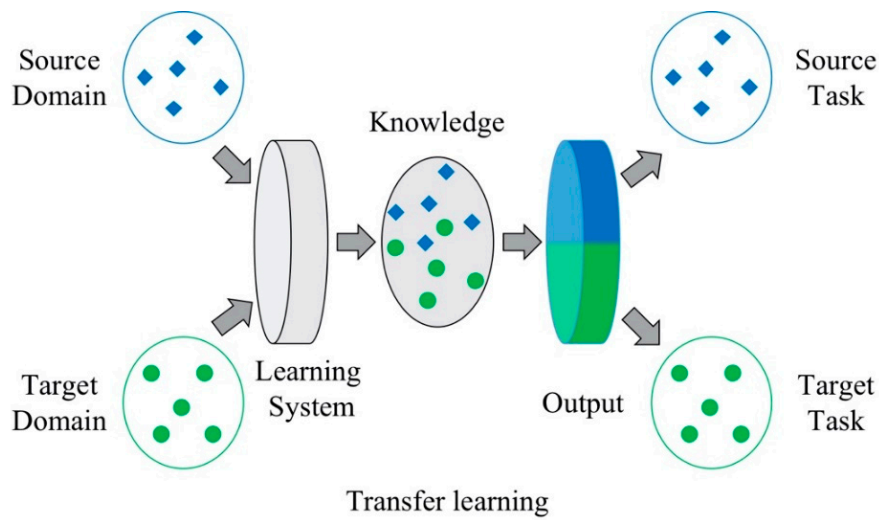 Source
Domain
Knowledge
Source
Task
Target
Domain
Learning
System
Output
Target
Task
Transfer learning